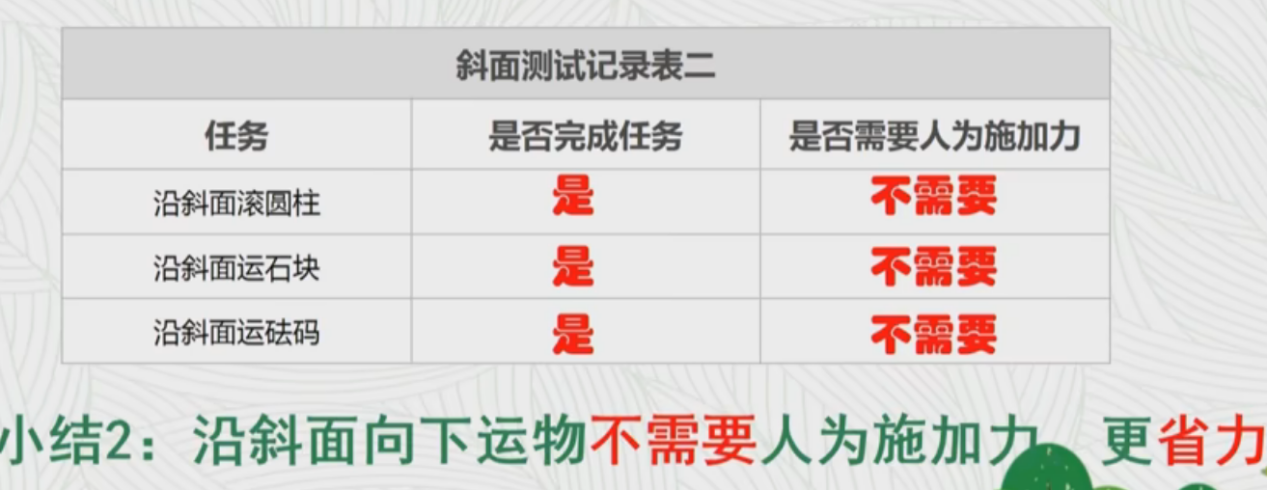 斜面测试记录表二
任务 是否完成任务 是否需要人为施加力
沿斜面滚圆柱 是 不需要
沿斜面运石块 是 不需要
沿斜面运砝码 是 不需要
小结2：沿斜面向下运物不需要人为施加力 更省力